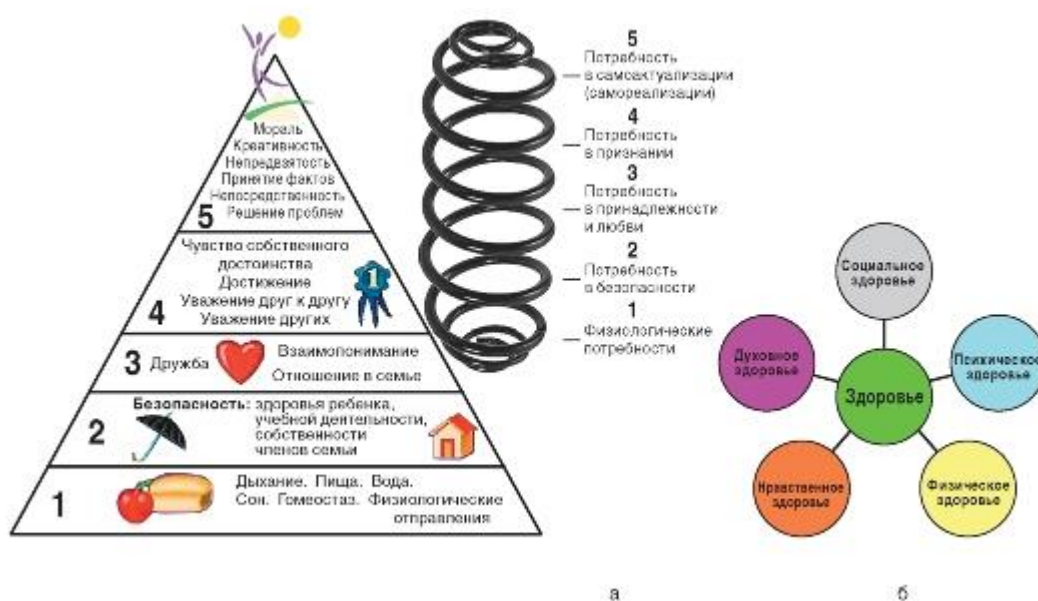 Мораль
Креативность
Непредвзятость
Принятие фактов
Непосредственность
5 Решение проблем
Чувство собственного
достоинства
Достижение
Уважение друг к другу
4 Уважение других
1
3 Дружба
Взаимопонимание
Отношение в семье
2
Безопасность: здоровья ребенка,
учебной деятельности,
собственности
членов семьи
1
Дыхание. Пища. Вода.
Сон. Гомеостаз. Физиологические
отправления
5
Потребность
в самоактуализации
(самореализации)
4
Потребность
в признании
3
Потребность
в принадлежности
и любви
2
Потребность
в безопасности
1
Физиологические
потребности
а
Социальное
здоровье
Духовное
здоровье
Психическое
здоровье
Здоровье
Нравственное
здоровье
Физическое
здоровье
б